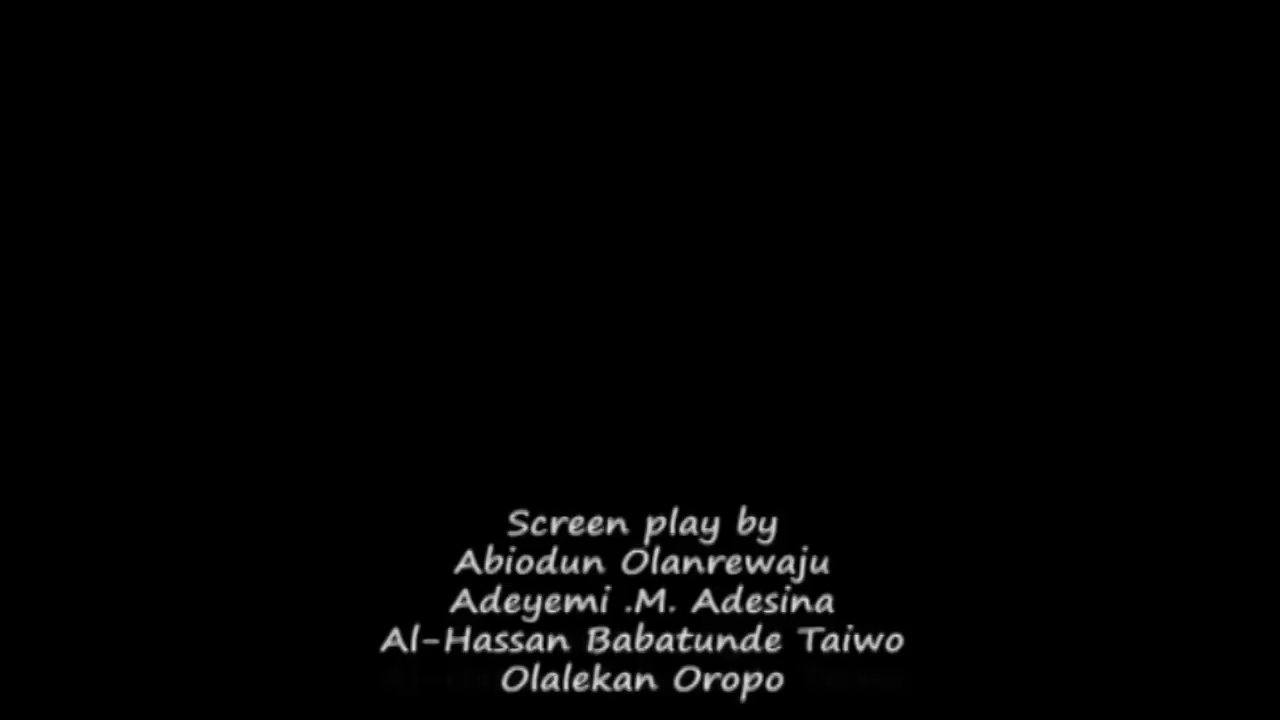 Screen play by
Abiodun Olanrewaju
Adeyemi .M. Adesina
Al-Hassan Babatunde Taiwo
Olalekan Oropo